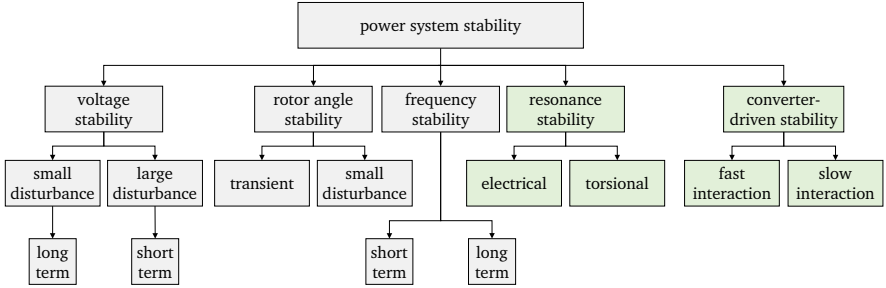 power system stability
voltage
stability
rotor angle
stability
frequency
stability
resonance
stability
converter-
driven stability
small
disturbance
large
disturbance
transient
small
disturbance
electrical
torsional
fast
interaction
slow
interaction
long
term
short
term
short
term
long
term